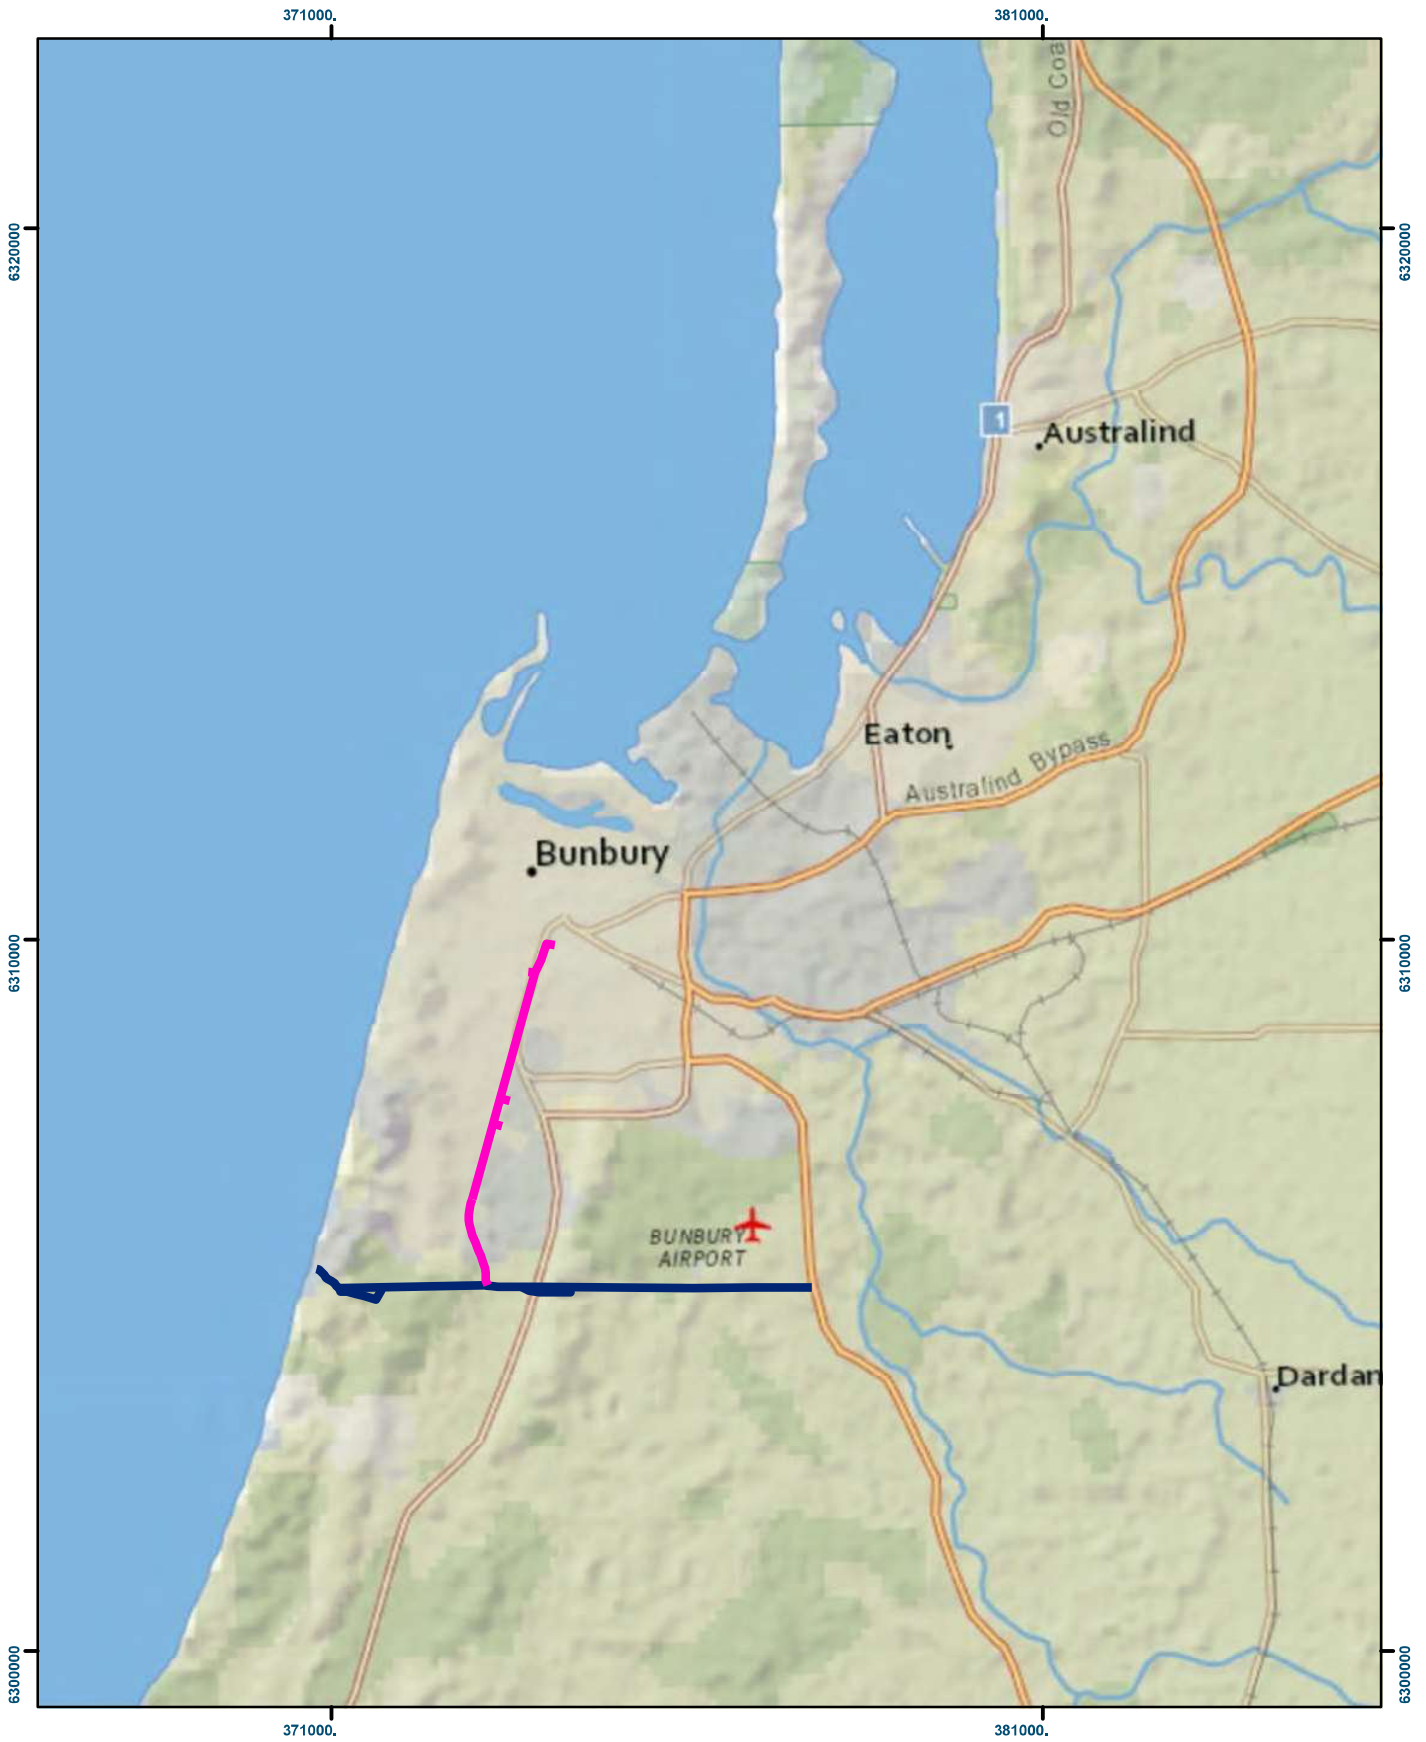 371000.
381000.
Old Coa
6320000
6320000
1
Australind
Eaton
Australind Bypass
Bunbury
6310000
6310000
BUNBURY
AIRPORT
Dardan
6300000
6300000
371000.
381000.